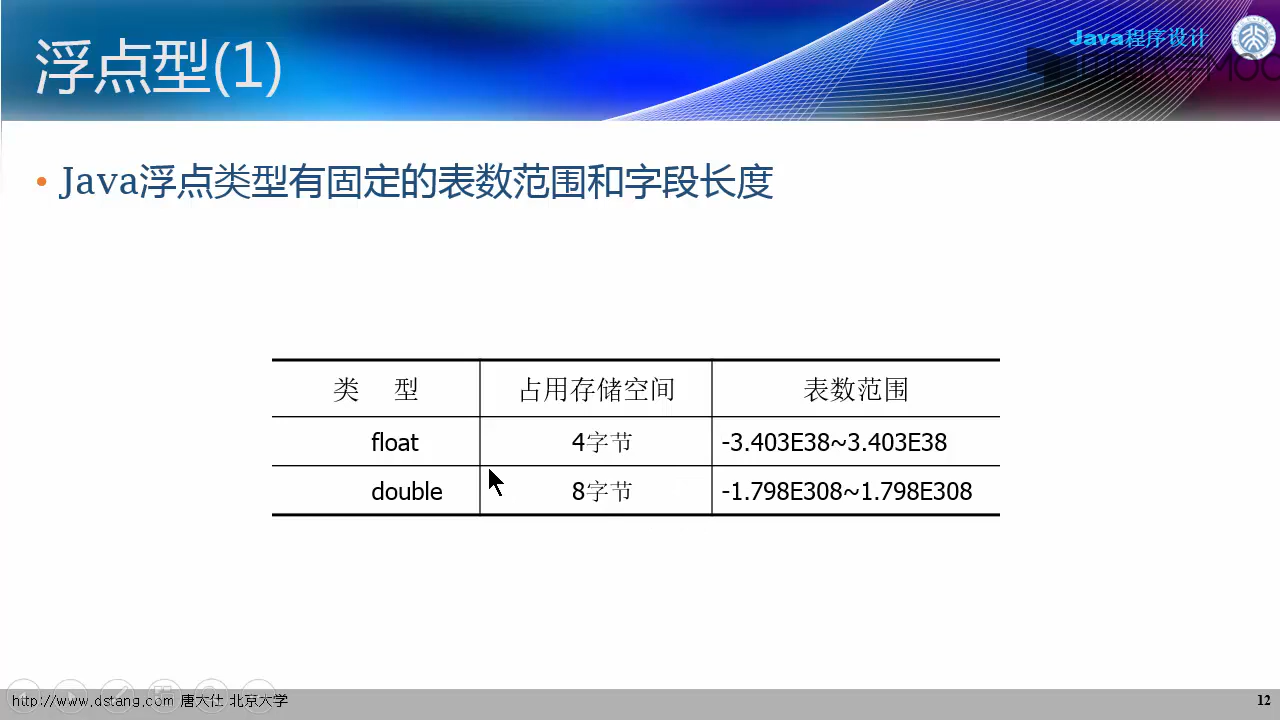 浮点型(1)
Java程序设计
• Java浮点类型有固定的表数范围和字段长度
类 型 占用存储空间 表数范围
float 4字节 -3.403E38~3.403E38
double 8字节 -1.798E308~1.798E308
http://www.dstang.com 唐大仕 北京大学
12